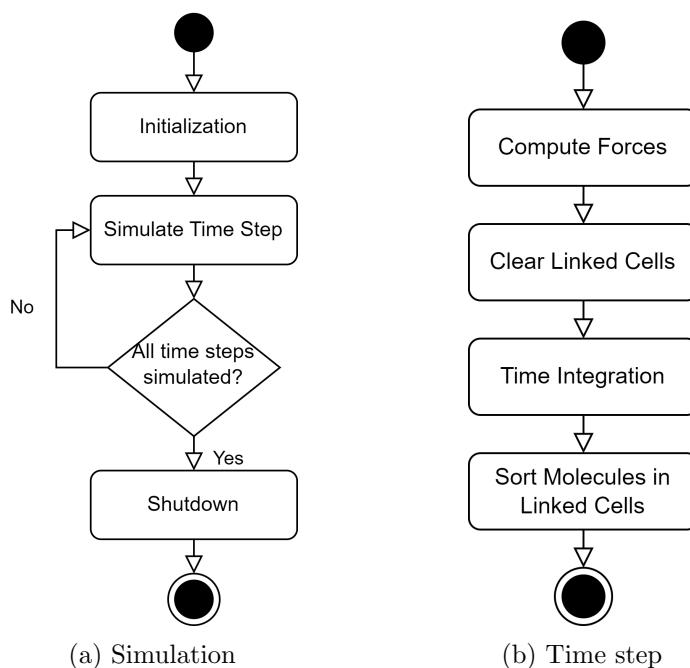 Initialization
Simulate Time Step
No
All time steps
simulated?
Yes
Shutdown
(a) Simulation
Compute Forces
Clear Linked Cells
Time Integration
Sort Molecules in
Linked Cells
(b) Time step